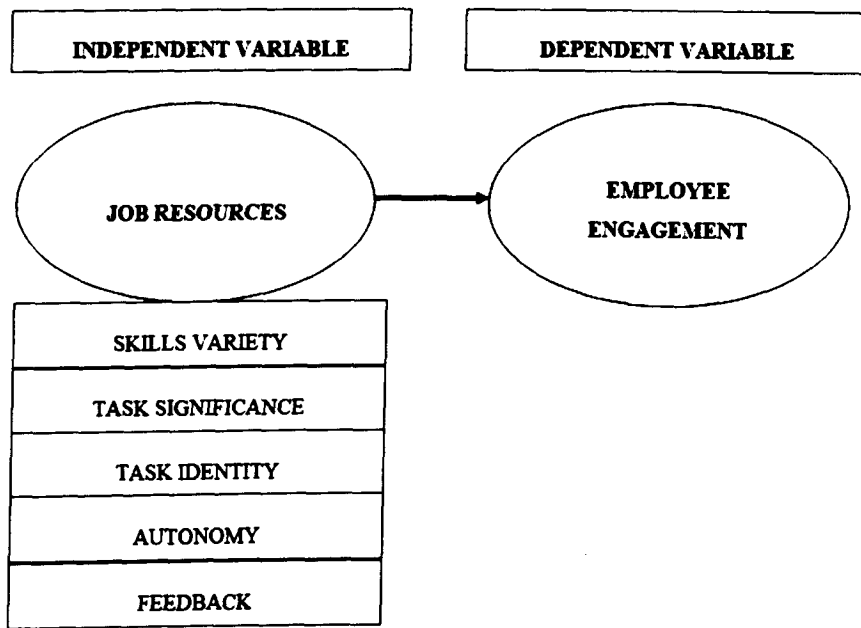 INDEPENDENT VARIABLE
DEPENDENT VARIABLE
JOB RESOURCES
EMPLOYEE
ENGAGEMENT
SKILLS VARIETY
TASK SIGNIFICANCE
TASK IDENTITY
AUTONOMY
FEEDBACK